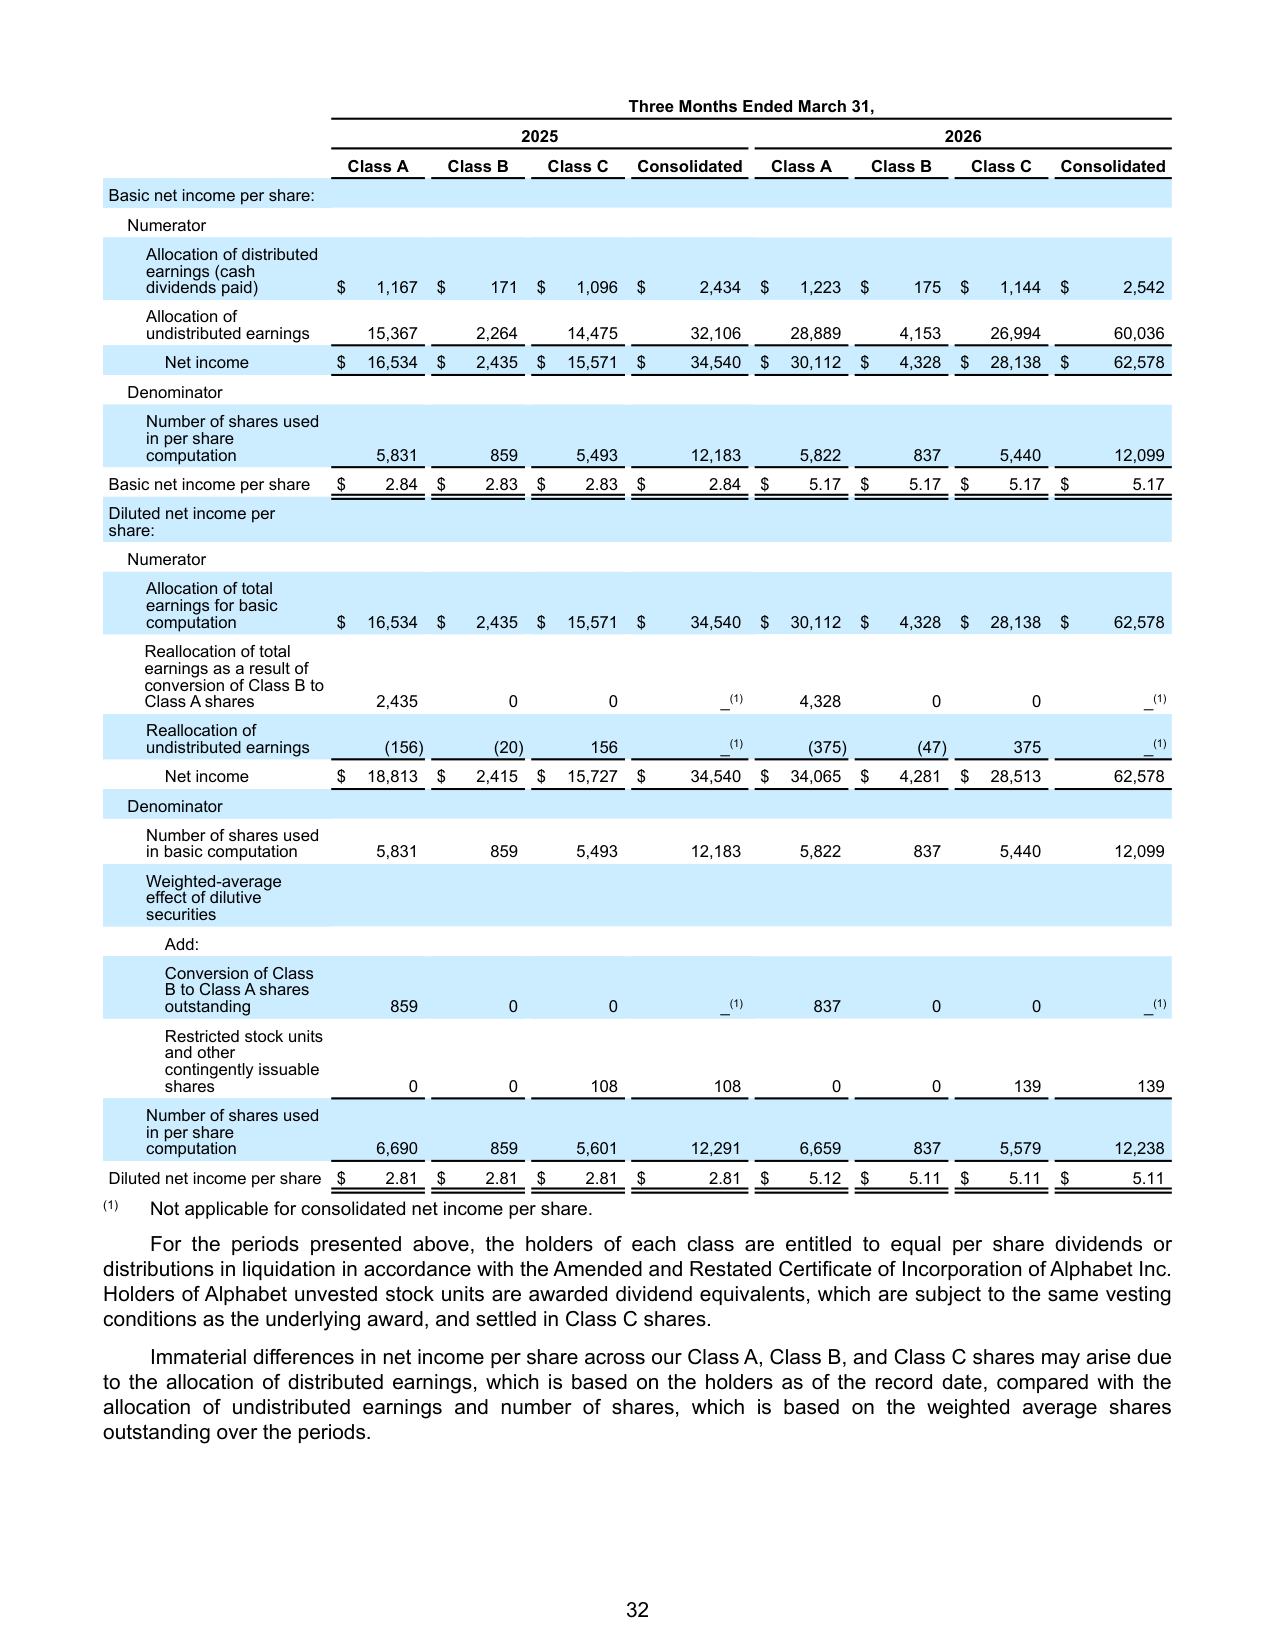 Three Months Ended March 31,
2025 2026
Class A Class B Class C Consolidated Class A Class B Class C Consolidated
Basic net income per share:
Numerator
Allocation of distributed
earnings (cash
dividends paid) $ 1,167 $ 171 $ 1,096 $ 2,434 $ 1,223 $ 175 $ 1,144 $ 2,542
Allocation of
undistributed earnings 15,367 2,264 14,475 32,106 28,889 4,153 26,994 60,036
Net income $ 16,534 $ 2,435 $ 15,571 $ 34,540 $ 30,112 $ 4,328 $ 28,138 $ 62,578
Denominator
Number of shares used
in per share
computation 5,831 859 5,493 12,183 5,822 837 5,440 12,099
Basic net income per share $ 2.84 $ 2.83 $ 2.83 $ 2.84 $ 5.17 $ 5.17 $ 5.17 $ 5.17
Diluted net income per
share:
Numerator
Allocation of total
earnings for basic
computation $ 16,534 $ 2,435 $ 15,571 $ 34,540 $ 30,112 $ 4,328 $ 28,138 $ 62,578
Reallocation of total
earnings as a result of
conversion of Class B to
Class A shares 2,435 0 0 _(1) 4,328 0 0 _(1)
Reallocation of
undistributed earnings (156) (20) 156 _(1) (375) (47) 375 _(1)
Net income $ 18,813 $ 2,415 $ 15,727 $ 34,540 $ 34,065 $ 4,281 $ 28,513 62,578
Denominator
Number of shares used
in basic computation 5,831 859 5,493 12,183 5,822 837 5,440 12,099
Weighted-average
effect of dilutive
securities
Add:
Conversion of Class
B to Class A shares
outstanding 859 0 0 _(1) 837 0 0 _(1)
Restricted stock units
and other
contingently issuable
shares 0 0 108 108 0 0 139 139
Number of shares used
in per share
computation 6,690 859 5,601 12,291 6,659 837 5,579 12,238
Diluted net income per share $ 2.81 $ 2.81 $ 2.81 $ 2.81 $ 5.12 $ 5.11 $ 5.11 $ 5.11
(1) Not applicable for consolidated net income per share.
For the periods presented above, the holders of each class are entitled to equal per share dividends or
distributions in liquidation in accordance with the Amended and Restated Certificate of Incorporation of Alphabet Inc.
Holders of Alphabet unvested stock units are awarded dividend equivalents, which are subject to the same vesting
conditions as the underlying award, and settled in Class C shares.
Immaterial differences in net income per share across our Class A, Class B, and Class C shares may arise due
to the allocation of distributed earnings, which is based on the holders as of the record date, compared with the
allocation of undistributed earnings and number of shares, which is based on the weighted average shares
outstanding over the periods.
32